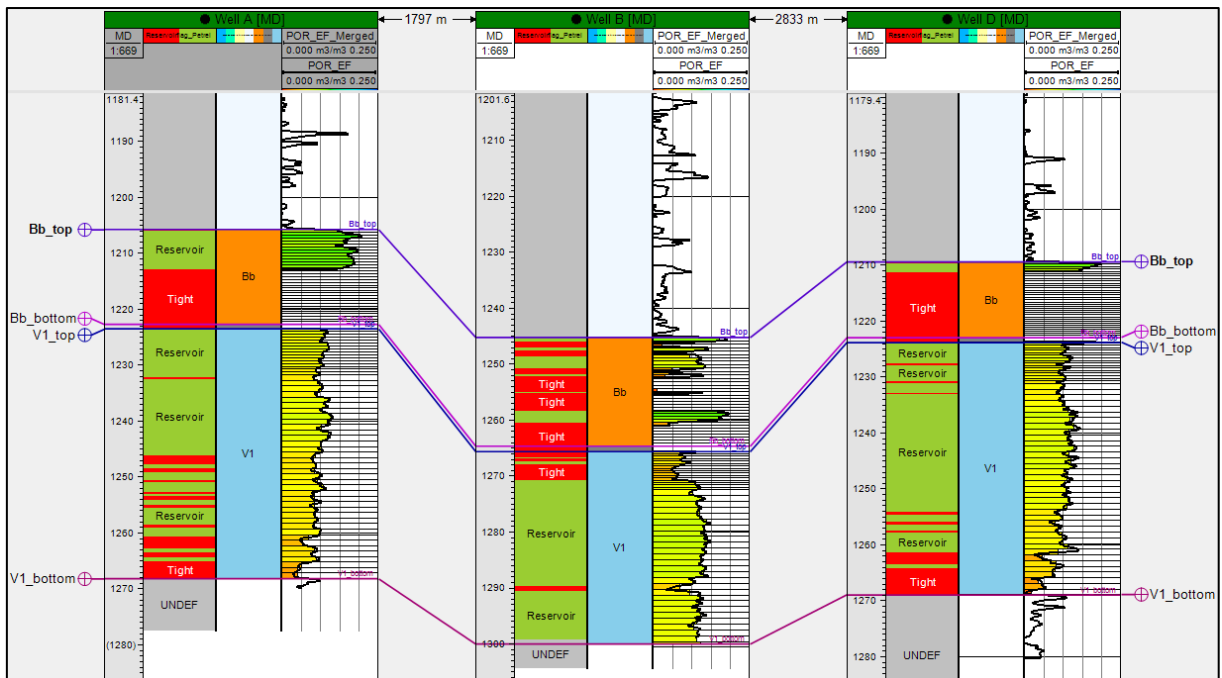 Well A [MD]
1797 m
Well B [MD]
2833 m
Well D [MD]
MD
1:669
POR_EF_Merged
0.000 m3/m3 0.250
POR_EF
0.000 m3/m3 0.250
MD
1:669
POR_EF_Merged
0.000 m3/m3 0.250
POR_EF
0.000 m3/m3 0.250
MD
1:669
POR_EF_Merged
0.000 m3/m3 0.250
POR_EF
0.000 m3/m3 0.250
1181.4
1190
1200
1210
1220
1230
1240
1250
1260
1270
(1280)
Bb_top
Bb_bottom
V1_top
V1_bottom
Reservoir
Tight
Reservoir
Reservoir
Reservoir
Tight
UNDEF
Bb
V1
Bb_top
V1_top
V1_bottom
1201.6
1220
1230
1240
1250
1260
1270
1280
1290
1300
Tight
Tight
Tight
Tight
Reservoir
Reservoir
UNDEF
Bb
V1
Bb_top
V1_top
V1_bottom
1179.4
1190
1200
1210
1220
1230
1240
1250
1260
1270
1280
Tight
Reservoir
Reservoir
Reservoir
Reservoir
Tight
UNDEF
Bb
V1
Bb_top
V1_bottom
Bb_top
Bb_bottom
V1_top
V1_bottom